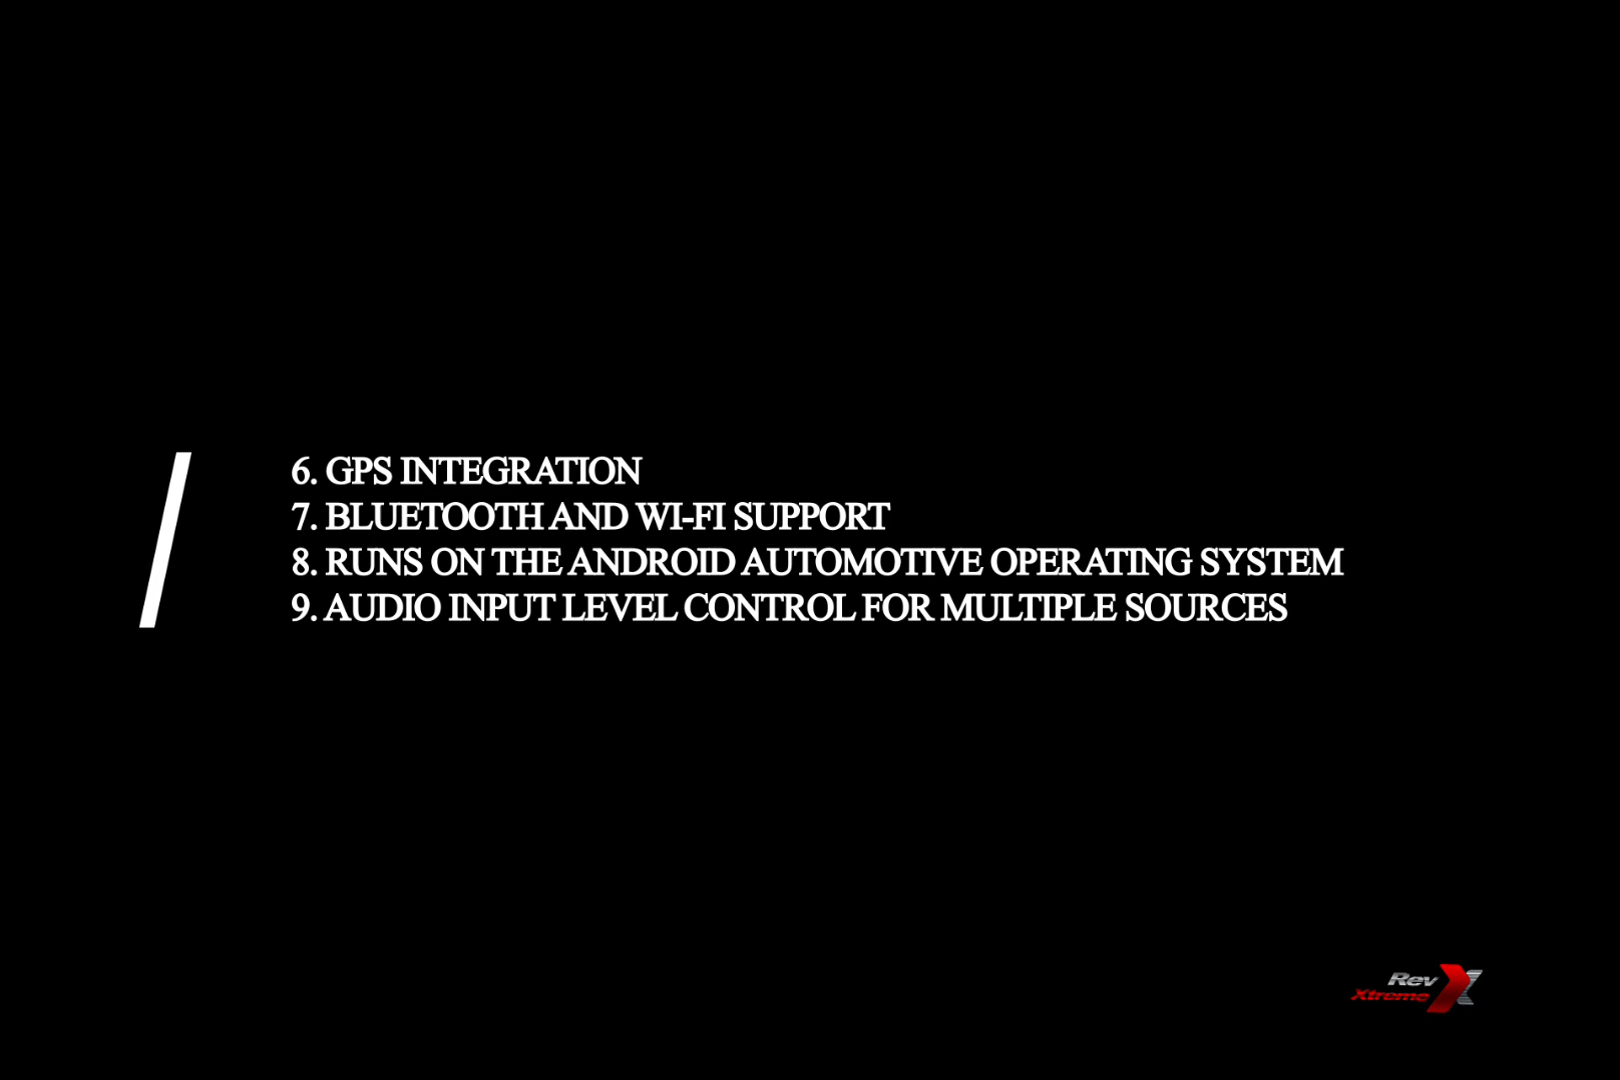 6. GPS INTEGRATION
7. BLUETOOTH AND WI-FI SUPPORT
8. RUNS ON THE ANDROID AUTOMOTIVE OPERATING SYSTEM
9. AUDIO INPUT LEVEL CONTROL FOR MULTIPLE SOURCES
Rev
Xtreme X